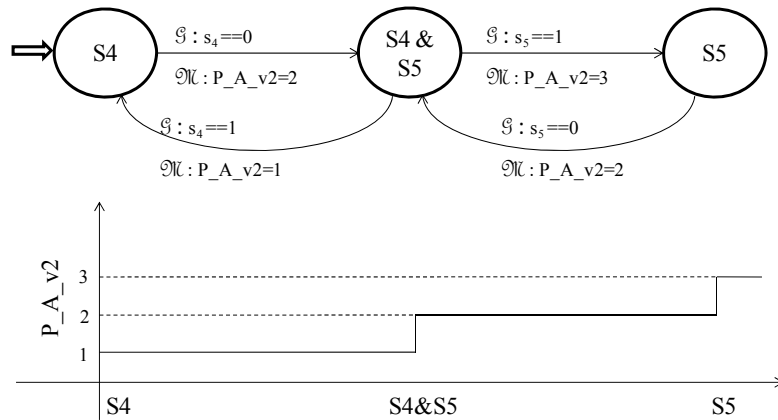 S4
𝒢 : s₄==0
ℳ : P_A_v2=2
S4 &
S5
𝒢 : s₅==1
ℳ : P_A_v2=3
S5
𝒢 : s₄==1
ℳ : P_A_v2=1
𝒢 : s₅==0
ℳ : P_A_v2=2
P_A_v2
3
2
1
S4
S4&S5
S5